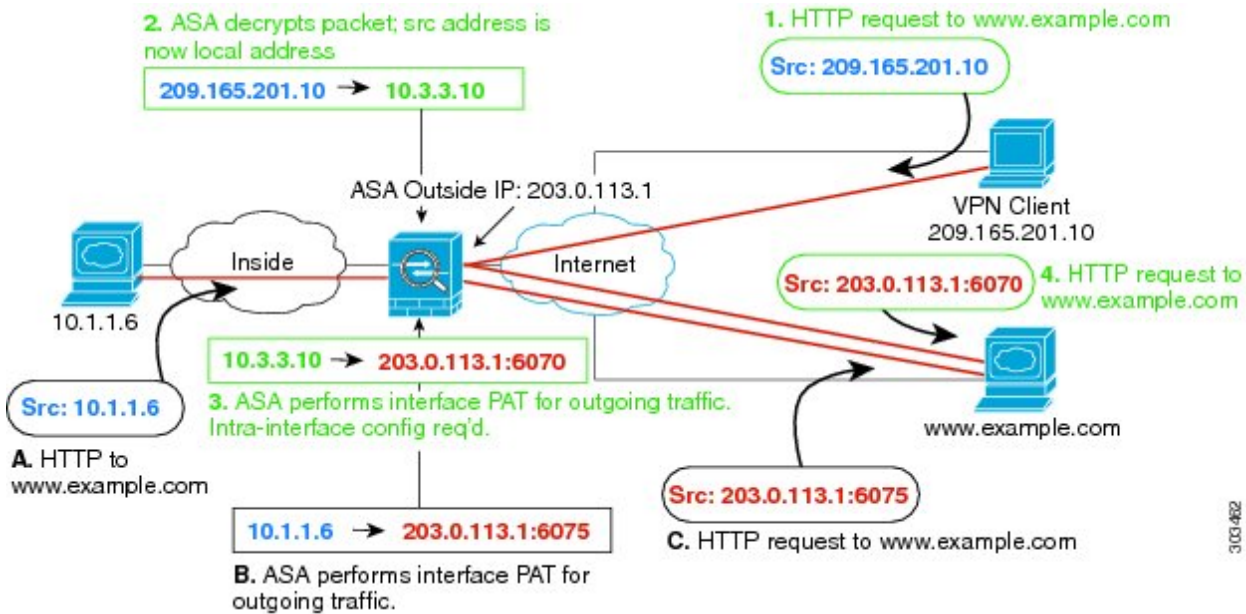 2. ASA decrypts packet; src address is
now local address
209.165.201.10 → 10.3.3.10
1. HTTP request to www.example.com
Src: 209.165.201.10
ASA Outside IP: 203.0.113.1
VPN Client
209.165.201.10
Inside
Internet
10.1.1.6
Src: 203.0.113.1:6070
4. HTTP request to
www.example.com
10.3.3.10 → 203.0.113.1:6070
3. ASA performs interface PAT for outgoing traffic.
Intra-interface config req'd.
Src: 10.1.1.6
A. HTTP to
www.example.com
www.example.com
Src: 203.0.113.1:6075
C. HTTP request to www.example.com
10.1.1.6 → 203.0.113.1:6075
B. ASA performs interface PAT for
outgoing traffic.
303462